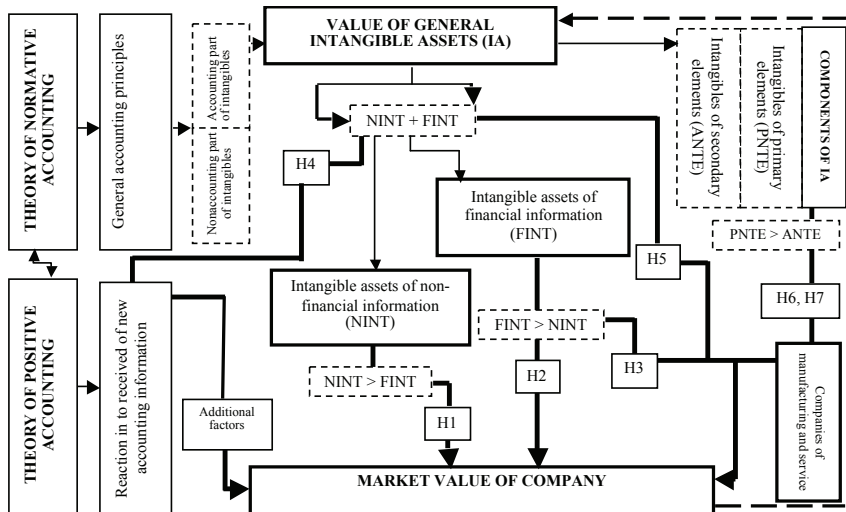 THEORY OF NORMATIVE
ACCOUNTING
General accounting principles
Accounting part
of intangibles
Nonaccounting part
of intangibles
VALUE OF GENERAL
INTANGIBLE ASSETS (IA)
Intangibles of secondary
elements (ANTE)
Intangibles of primary
elements (PNTE)
COMPONENTS OF IA
NINT + FINT
H4
Intangible assets of
financial information
(FINT)
PNTE > ANTE
H5
H6, H7
THEORY OF POSITIVE
ACCOUNTING
Reaction in to received of new
accounting information
Intangible assets of non-
financial information
(NINT)
FINT > NINT
NINT > FINT
H2
H3
Additional
factors
H1
Companies of
manufacturing and service
MARKET VALUE OF COMPANY